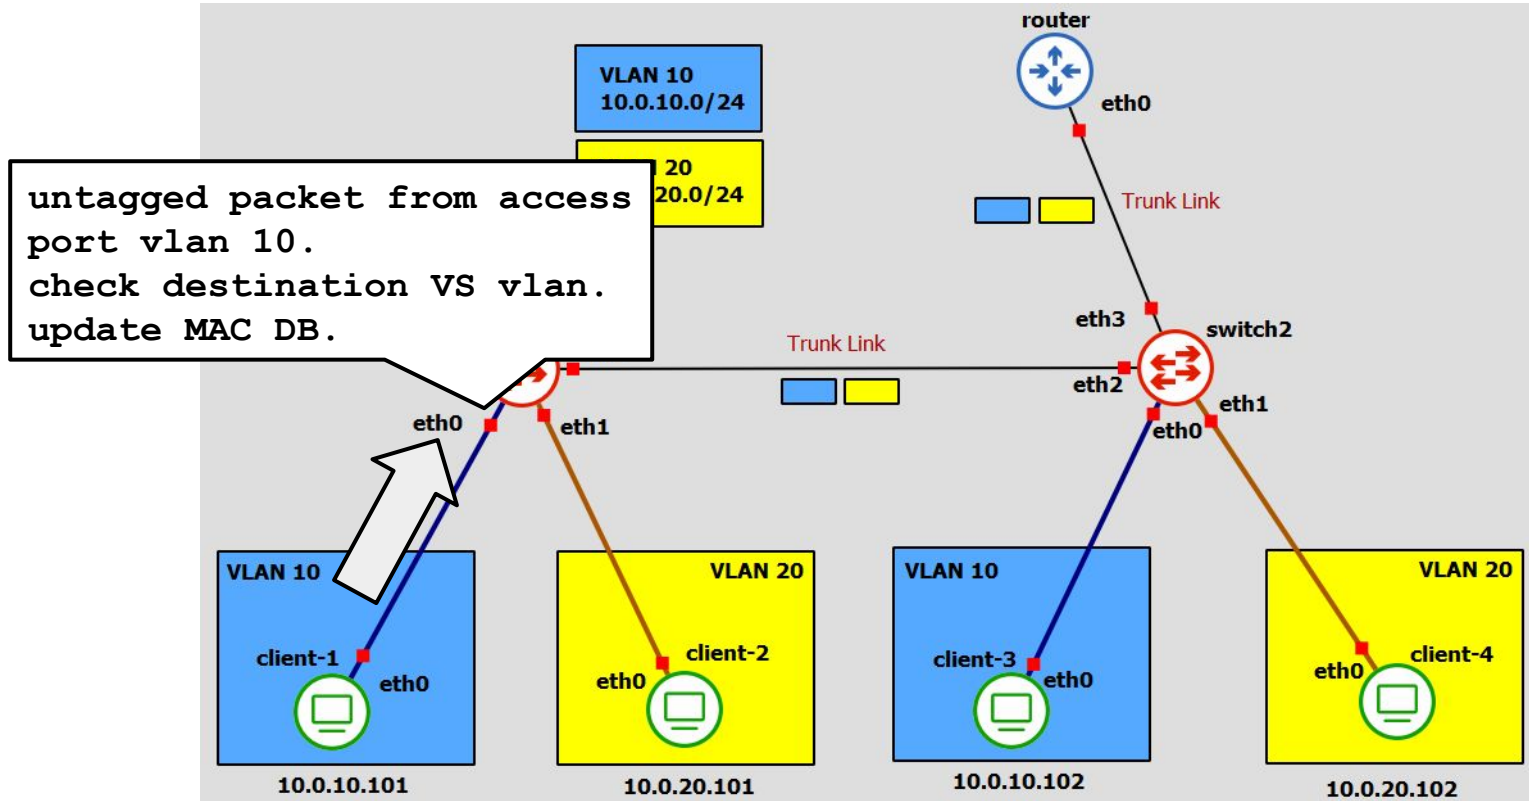 router
VLAN 10
10.0.10.0/24
eth0
20
20.0/24
untagged packet from access
port vlan 10.
check destination VS vlan.
update MAC DB.
Trunk Link
eth3
switch2
Trunk Link
eth2
eth1
eth0
eth0
eth1
VLAN 10
VLAN 20
VLAN 10
VLAN 20
client-1
eth0
client-2
eth0
client-3
eth0
client-4
eth0
10.0.10.101
10.0.20.101
10.0.10.102
10.0.20.102